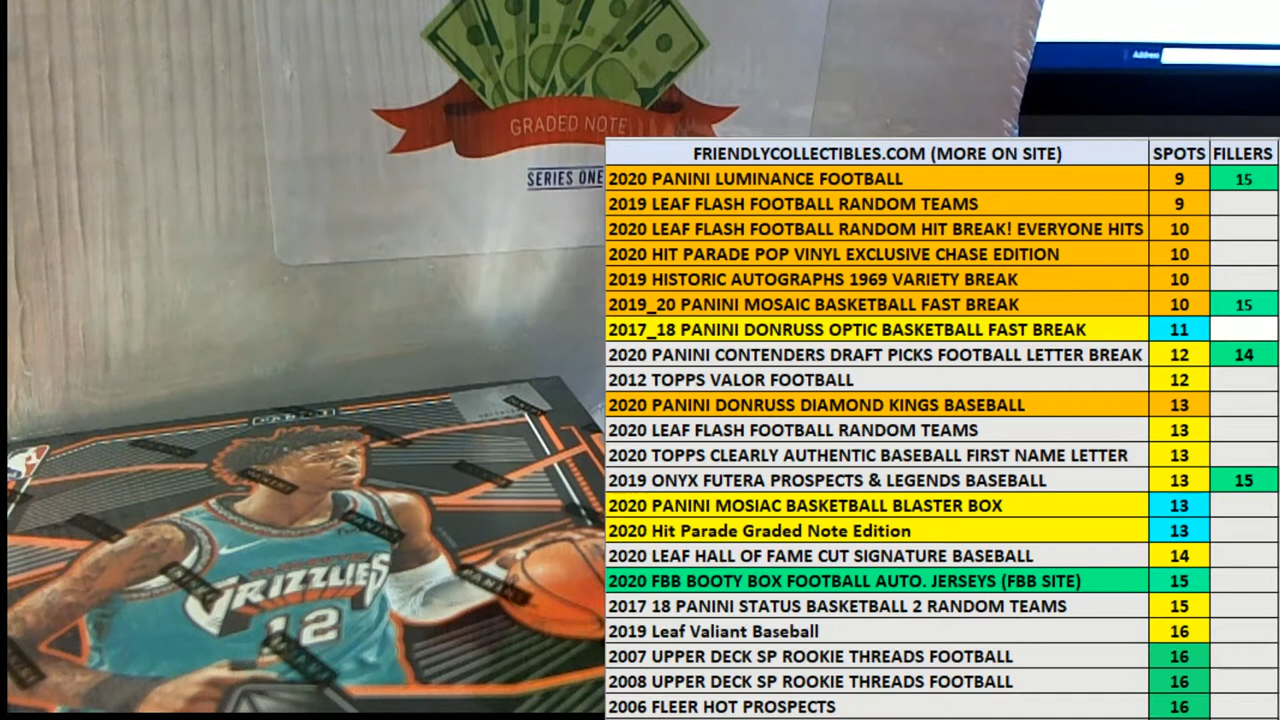 Address
GRADED NOTE
SERIES ONE
FRIENDLYCOLLECTIBLES.COM (MORE ON SITE) SPOTS FILLERS
2020 PANINI LUMINANCE FOOTBALL 9 15
2019 LEAF FLASH FOOTBALL RANDOM TEAMS 9
2020 LEAF FLASH FOOTBALL RANDOM HIT BREAK! EVERYONE HITS 10
2020 HIT PARADE POP VINYL EXCLUSIVE CHASE EDITION 10
2019 HISTORIC AUTOGRAPHS 1969 VARIETY BREAK 10
2019_20 PANINI MOSAIC BASKETBALL FAST BREAK 10 15
2017_18 PANINI DONRUSS OPTIC BASKETBALL FAST BREAK 11
2020 PANINI CONTENDERS DRAFT PICKS FOOTBALL LETTER BREAK 12 14
2012 TOPPS VALOR FOOTBALL 12
2020 PANINI DONRUSS DIAMOND KINGS BASEBALL 13
2020 LEAF FLASH FOOTBALL RANDOM TEAMS 13
2020 TOPPS CLEARLY AUTHENTIC BASEBALL FIRST NAME LETTER 13
2019 ONYX FUTERA PROSPECTS & LEGENDS BASEBALL 13 15
2020 PANINI MOSIAC BASKETBALL BLASTER BOX 13
2020 Hit Parade Graded Note Edition 13
2020 LEAF HALL OF FAME CUT SIGNATURE BASEBALL 14
2020 FBB BOOTY BOX FOOTBALL AUTO. JERSEYS (FBB SITE) 15
2017 18 PANINI STATUS BASKETBALL 2 RANDOM TEAMS 15
2019 Leaf Valiant Baseball 16
2007 UPPER DECK SP ROOKIE THREADS FOOTBALL 16
2008 UPPER DECK SP ROOKIE THREADS FOOTBALL 16
2006 FLEER HOT PROSPECTS 16
PANINI
PANINI
PANINI
GRIZZLIES
12